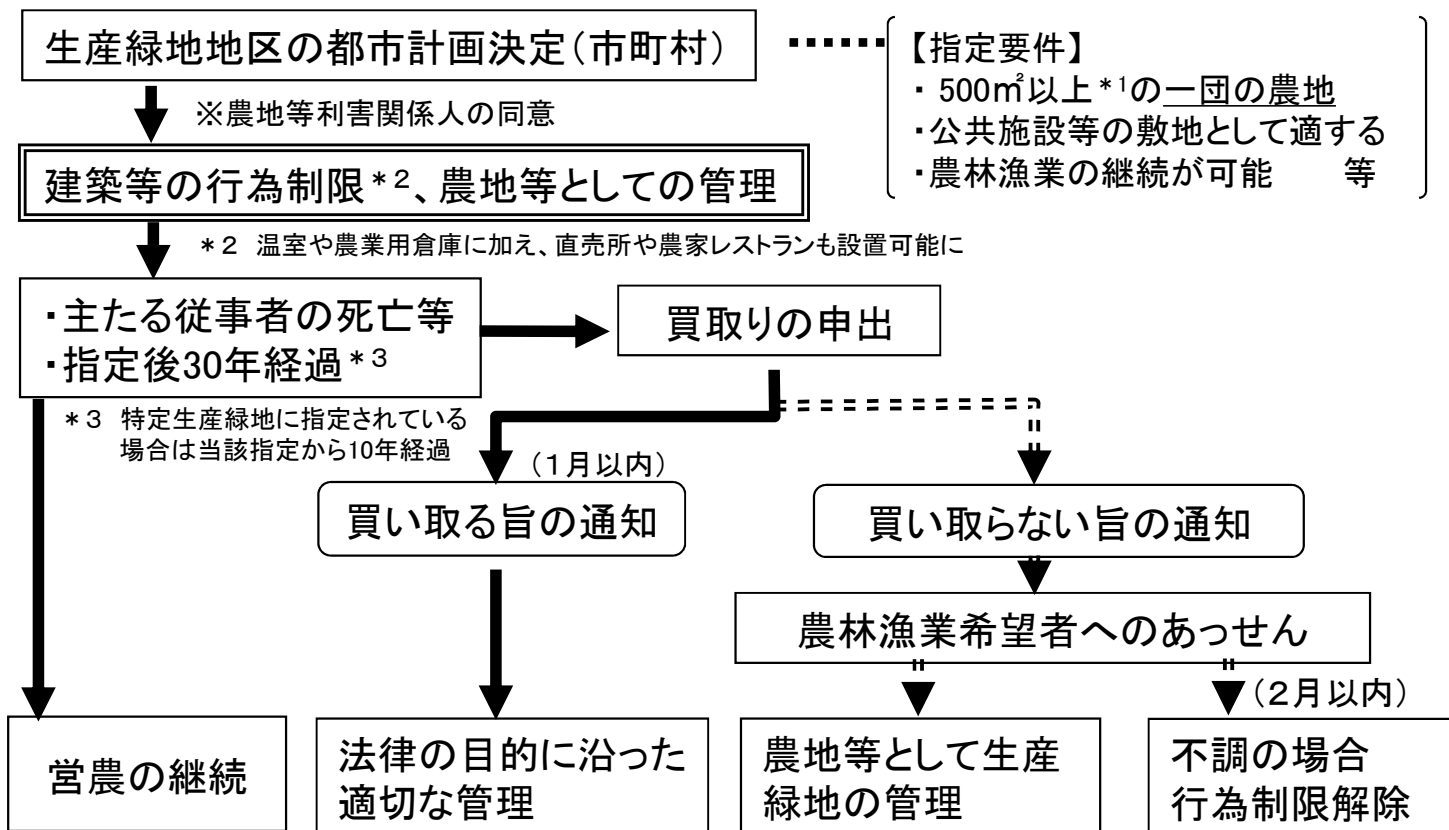 生産緑地地区の都市計画決定(市町村)
【指定要件】
・500㎡以上*1の一団の農地
・公共施設等の敷地として適する
・農林漁業の継続が可能　等
※農地等利害関係人の同意
建築等の行為制限*2、農地等としての管理
*2 温室や農業用倉庫に加え、直売所や農家レストランも設置可能に
・主たる従事者の死亡等
・指定後30年経過*3
買取りの申出
*3 特定生産緑地に指定されている
場合は当該指定から10年経過
(1月以内)
買い取る旨の通知
買い取らない旨の通知
農林漁業希望者へのあっせん
(2月以内)
営農の継続
法律の目的に沿った
適切な管理
農地等として生産
緑地の管理
不調の場合
行為制限解除